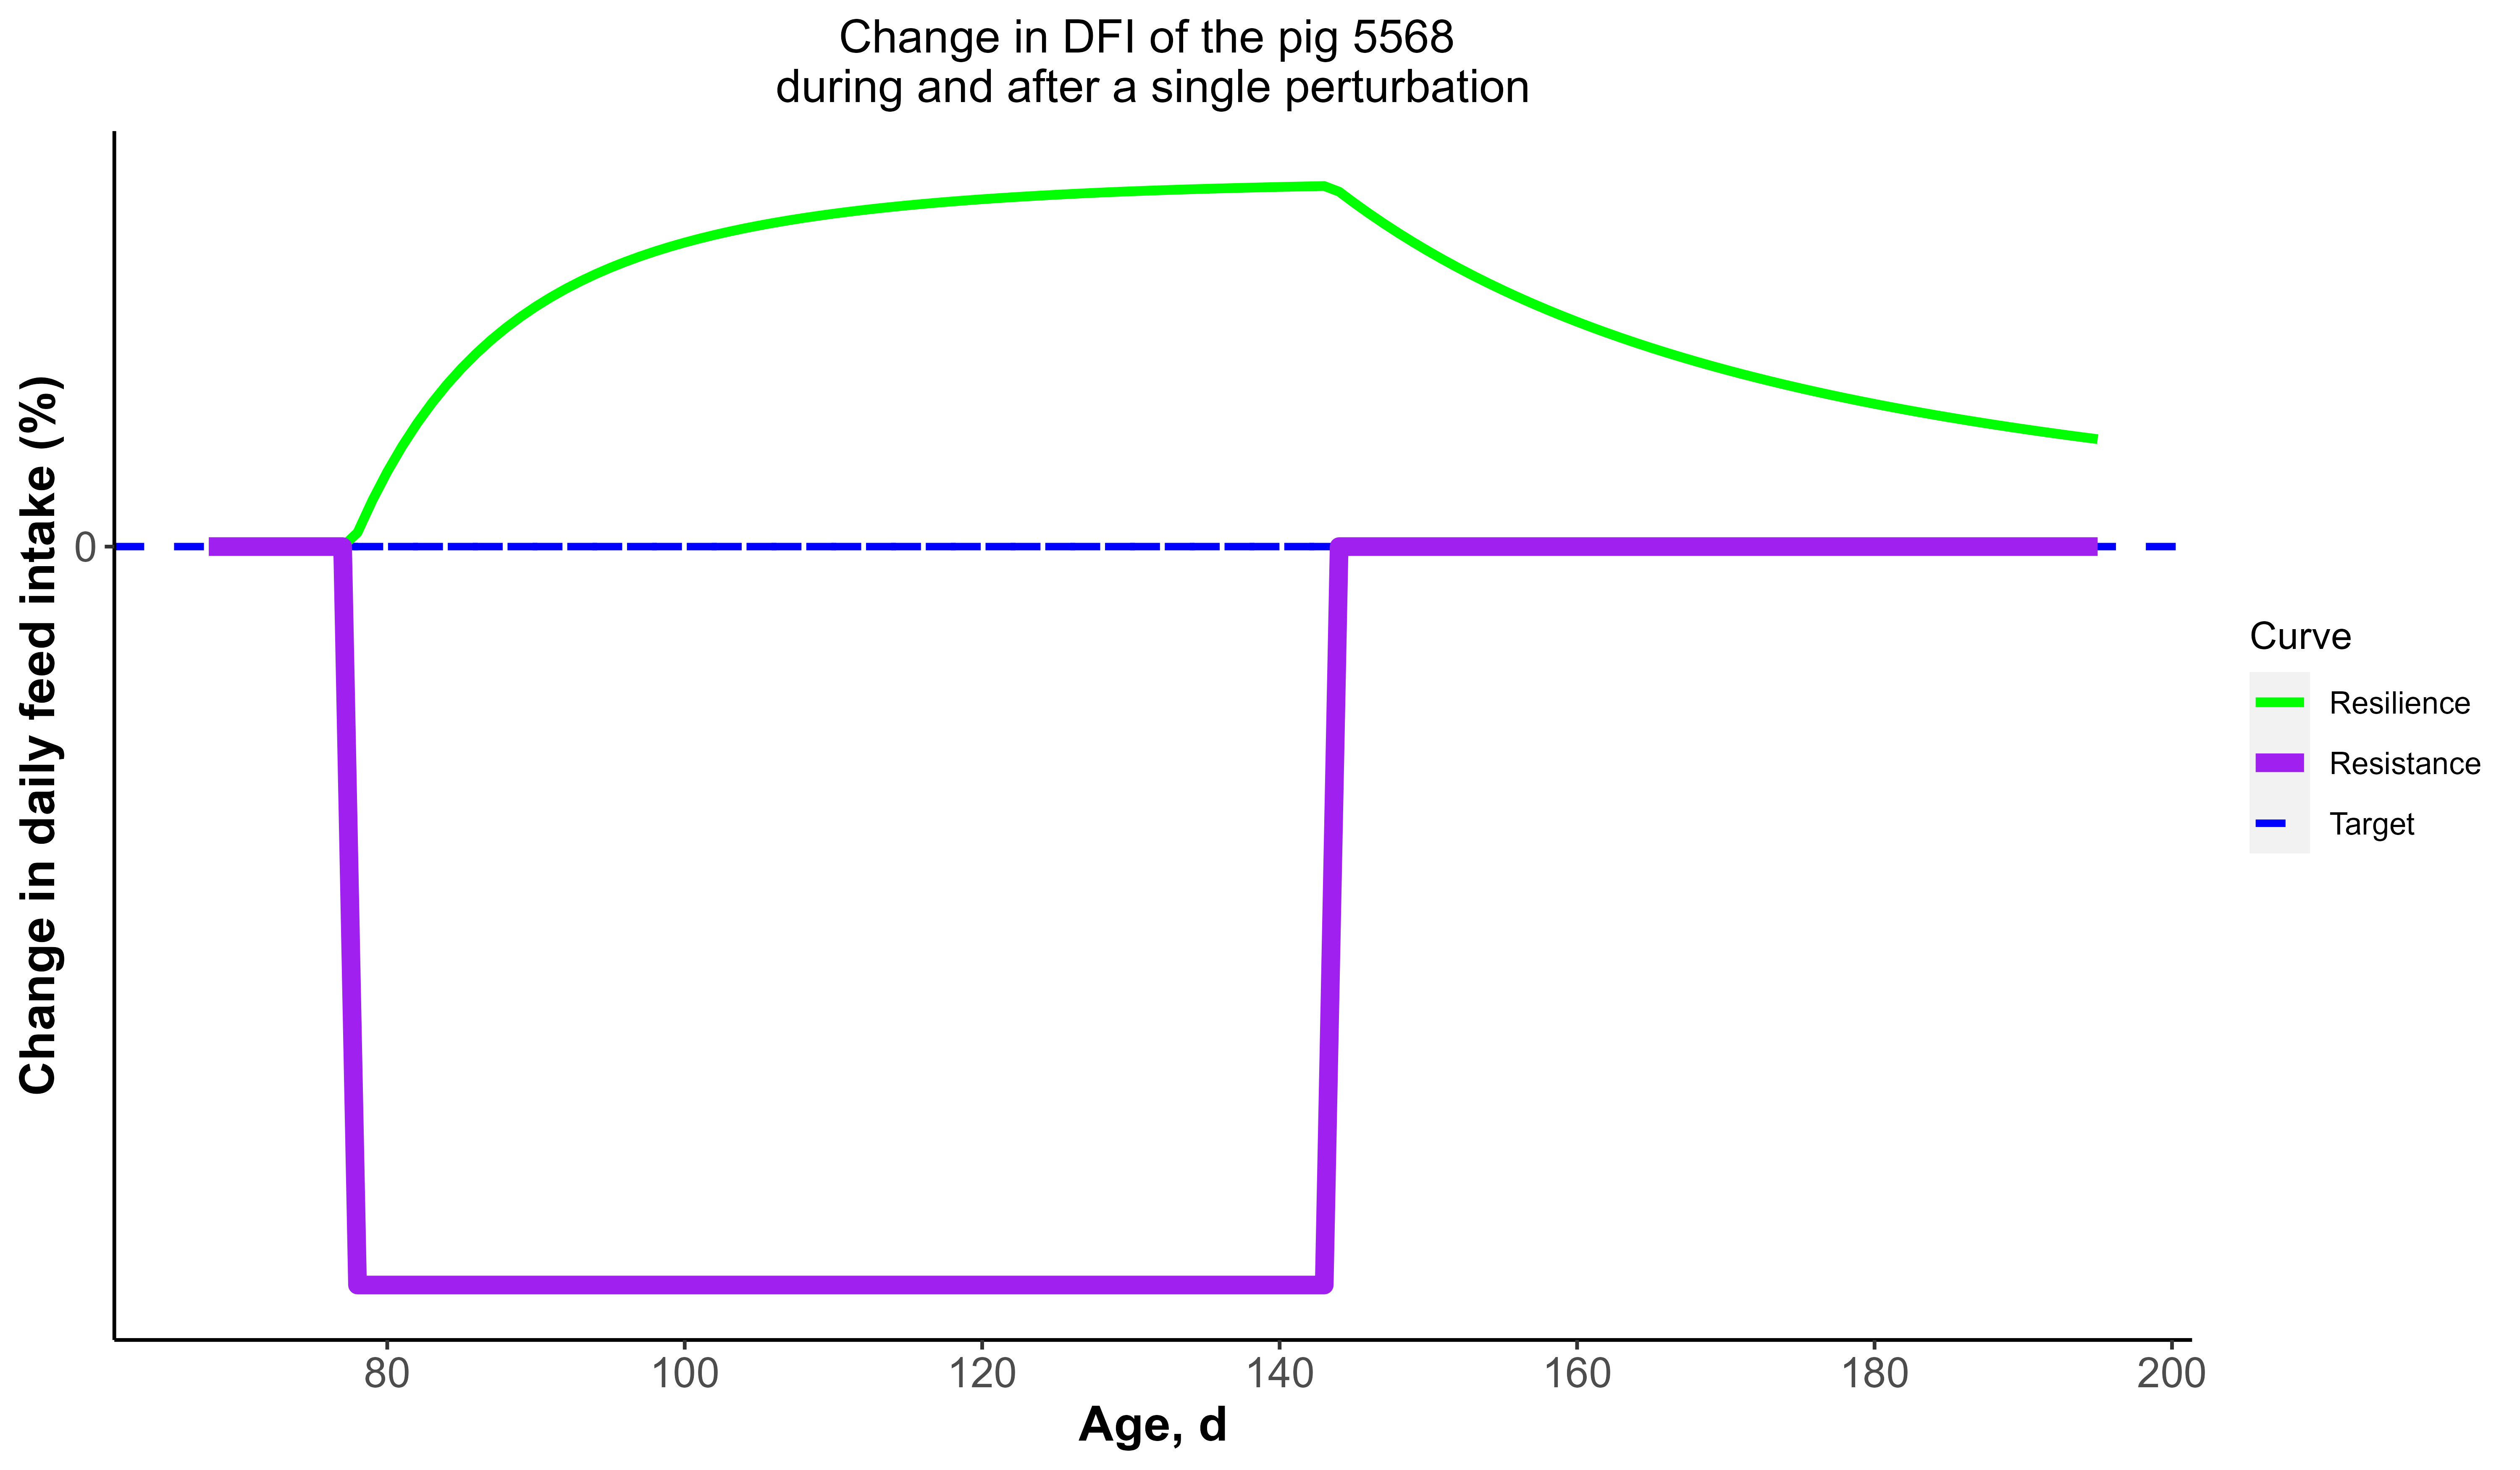 Change in DFI of the pig 5568
during and after a single perturbation
Change in daily feed intake (%)
0
80 100 120 140 160 180 200
Age, d
Curve
Resilience
Resistance
Target